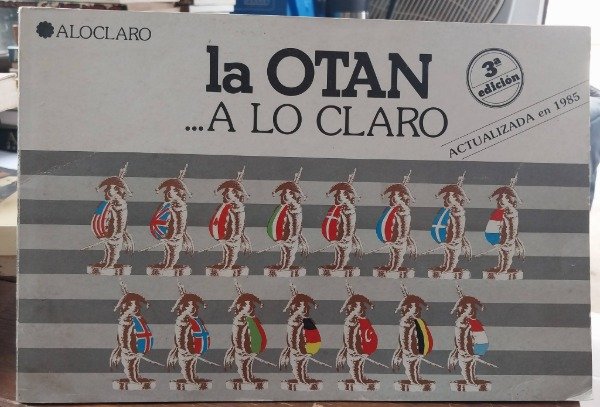 ALOCLARO
la OTAN
...A LO CLARO
3ª
edición
ACTUALIZADA en 1985